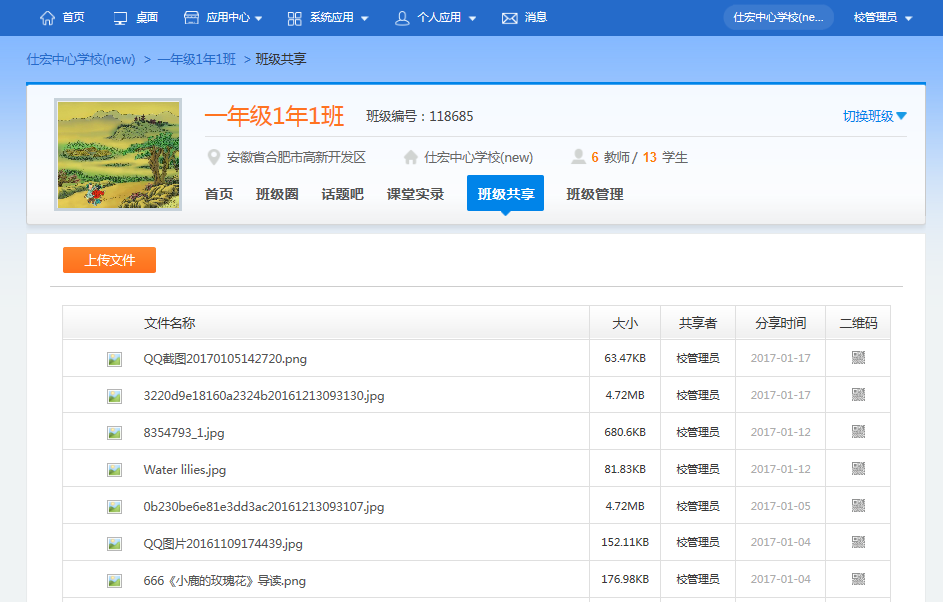 首页 桌面 应用中心 系统应用 个人应用 消息 仕宏中心学校(ne... 校管理员
仕宏中心学校(new) > 一年级1年1班 > 班级共享
一年级1年1班 班级编号：118685 切换班级
安徽省合肥市高新开发区 仕宏中心学校(new) 6 教师 / 13 学生
首页 班级圈 话题吧 课堂实录 班级共享 班级管理
上传文件
文件名称 大小 共享者 分享时间 二维码
QQ截图20170105142720.png 63.47KB 校管理员 2017-01-17
3220d9e18160a2324b20161213093130.jpg 4.72MB 校管理员 2017-01-17
8354793_1.jpg 680.6KB 校管理员 2017-01-12
Water lilies.jpg 81.83KB 校管理员 2017-01-12
0b230be6e81e3dd3ac20161213093107.jpg 4.72MB 校管理员 2017-01-05
QQ图片20161109174439.jpg 152.11KB 校管理员 2017-01-04
666《小鹿的玫瑰花》导读.png 176.98KB 校管理员 2017-01-04